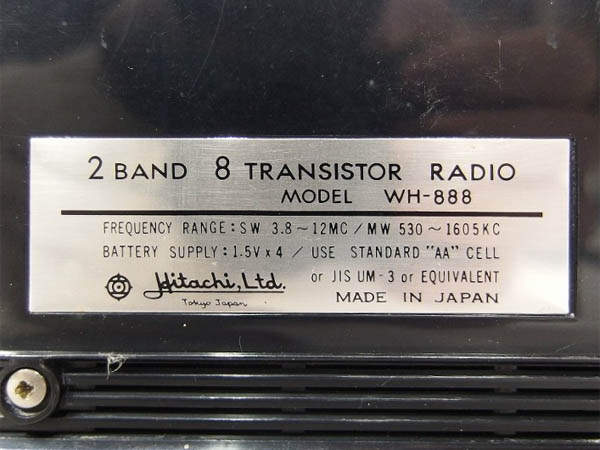 2 BAND 8 TRANSISTOR RADIO
MODEL WH-888
FREQUENCY RANGE: SW 3.8~12MC / MW 530~1605KC
BATTERY SUPPLY: 1.5V x 4 / USE STANDARD "AA" CELL
or JIS UM-3 or EQUIVALENT
Hitachi, Ltd.
Tokyo Japan
MADE IN JAPAN